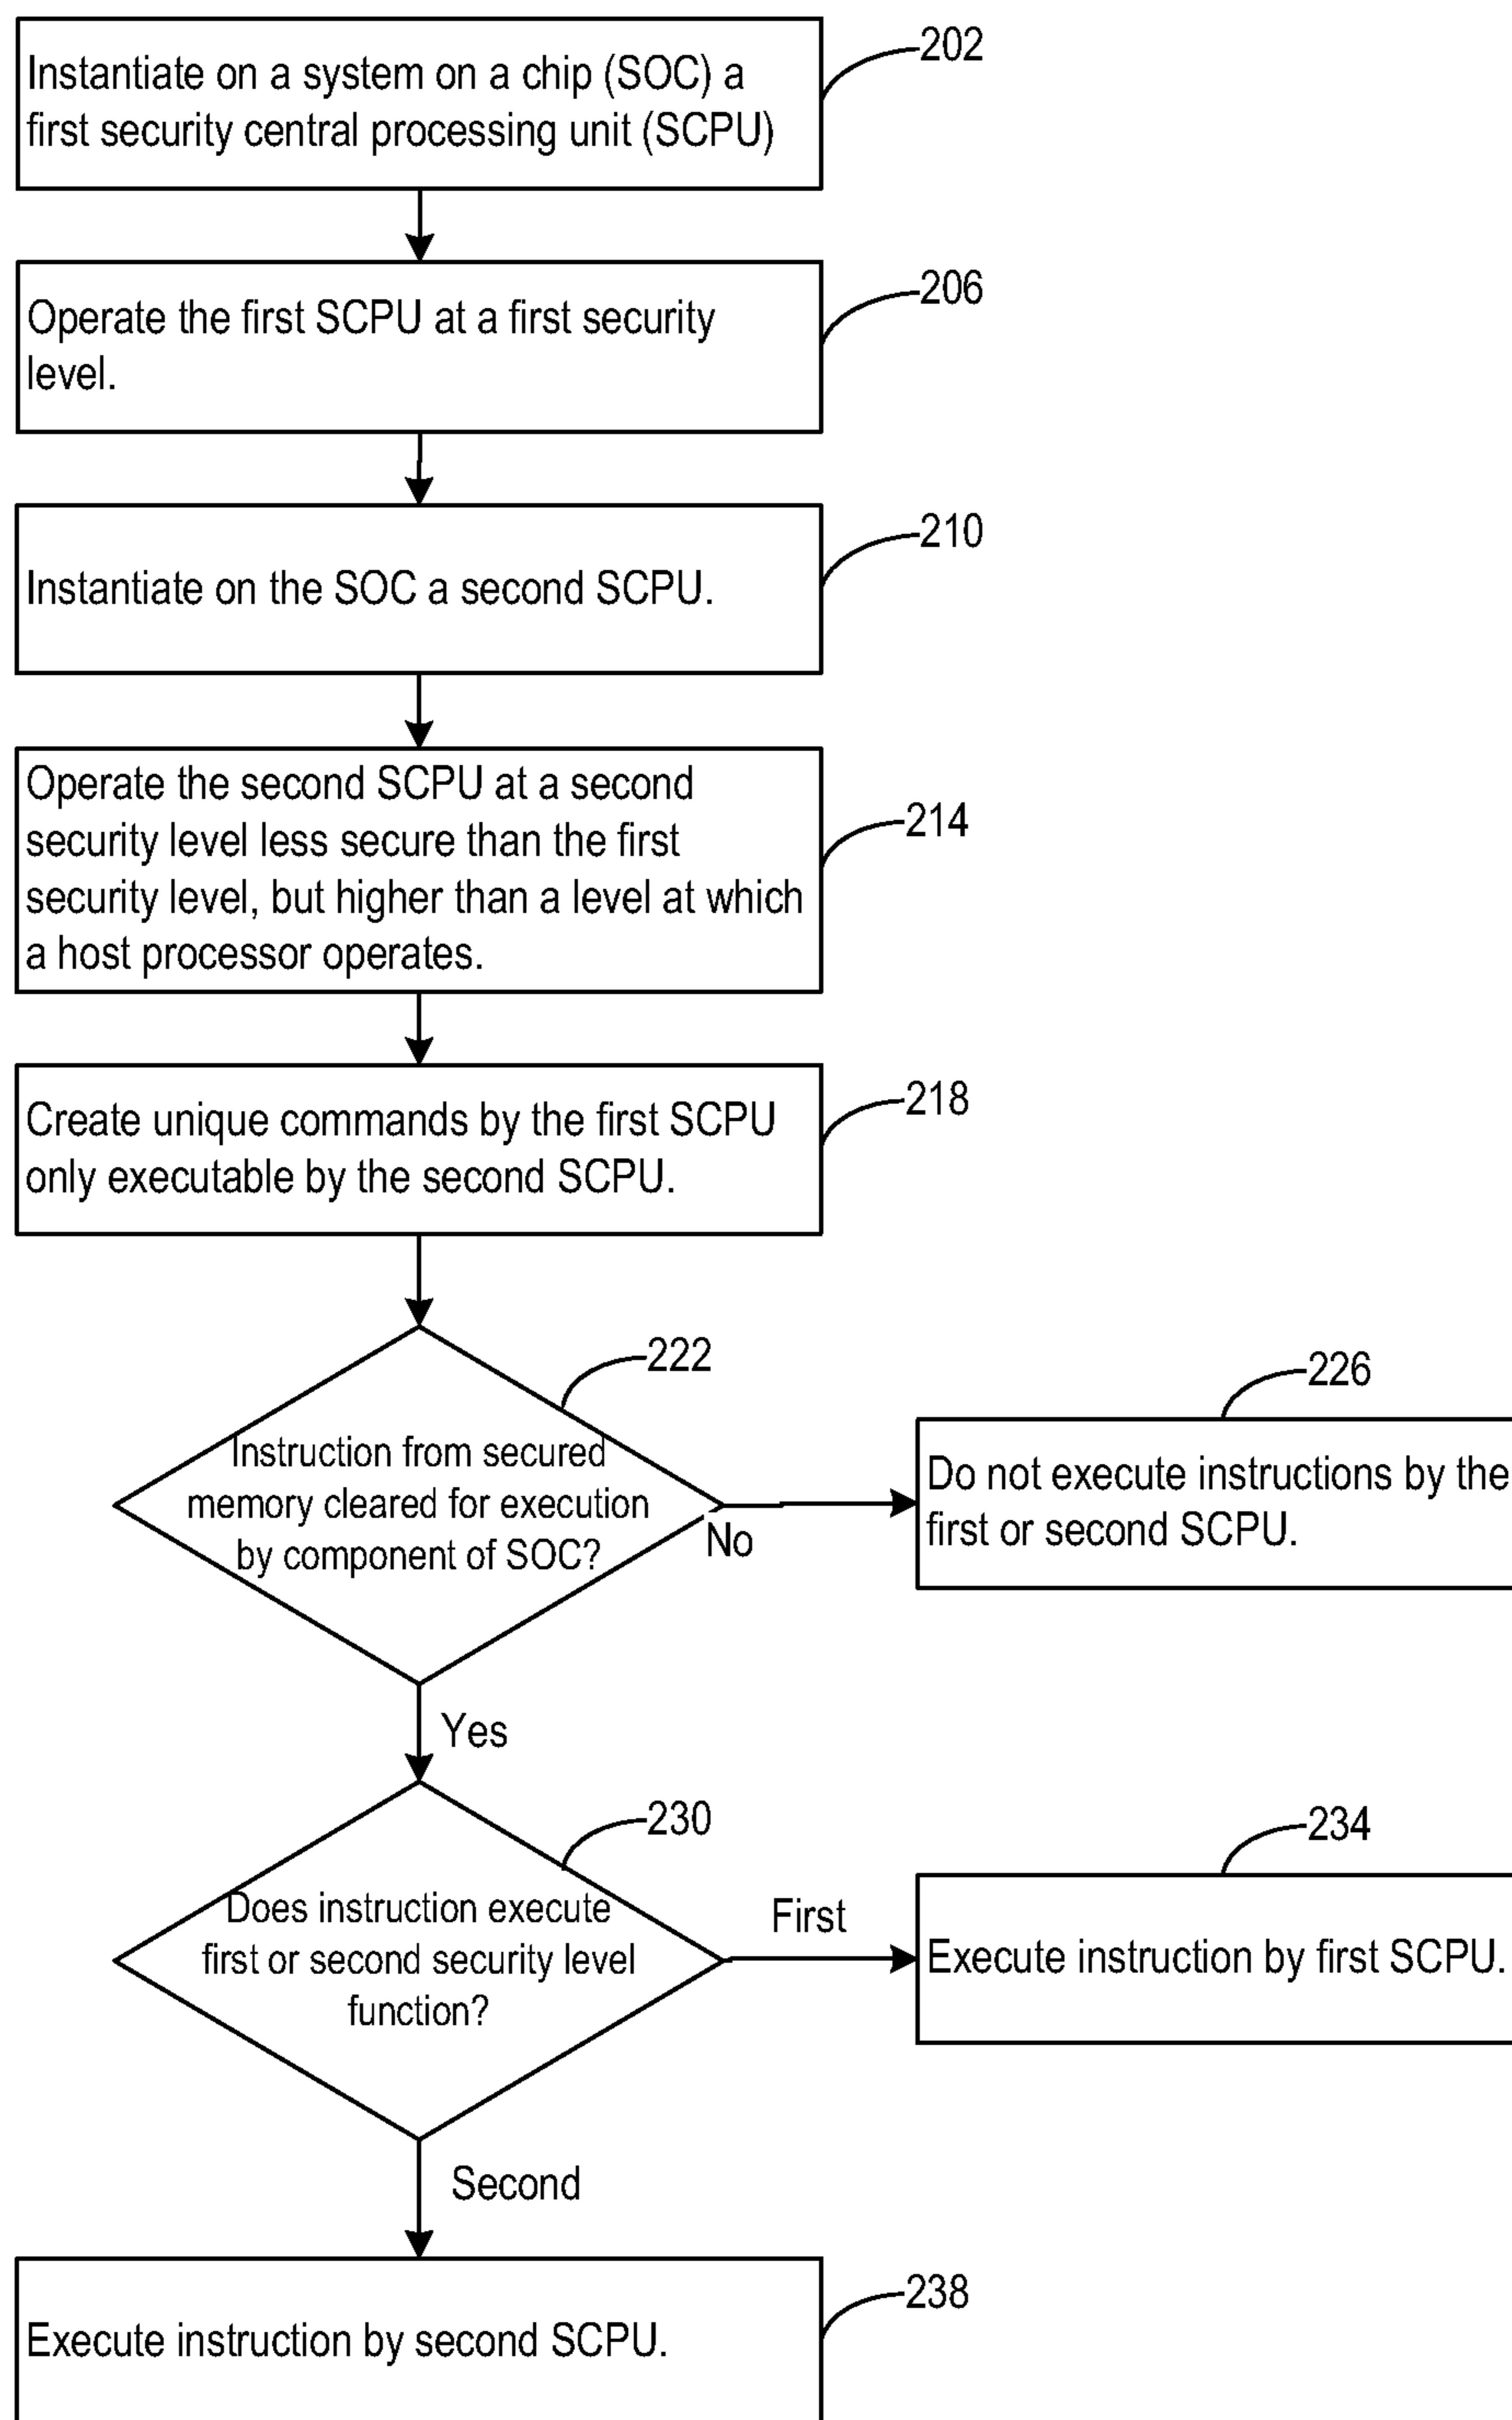 Instantiate on a system on a chip (SOC) a
first security central processing unit (SCPU)
202
Operate the first SCPU at a first security
level.
206
Instantiate on the SOC a second SCPU.
210
Operate the second SCPU at a second
security level less secure than the first
security level, but higher than a level at which
a host processor operates.
214
Create unique commands by the first SCPU
only executable by the second SCPU.
218
222
Instruction from secured
memory cleared for execution
by component of SOC?
No
226
Do not execute instructions by the
first or second SCPU.
Yes
230
Does instruction execute
first or second security level
function?
First
234
Execute instruction by first SCPU.
Second
Execute instruction by second SCPU.
238